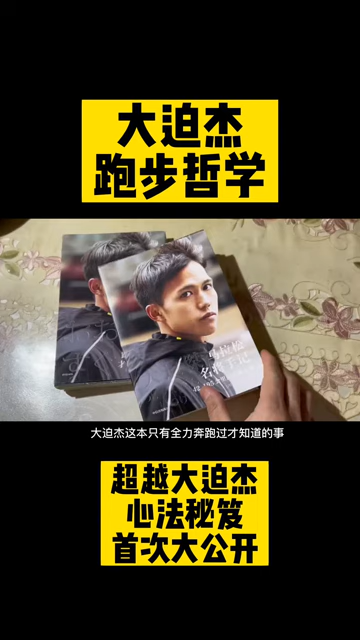 大迫杰
跑步哲学
大迫杰这本只有全力奔跑过才知道的事
超越大迫杰
心法秘笈
首次大公开